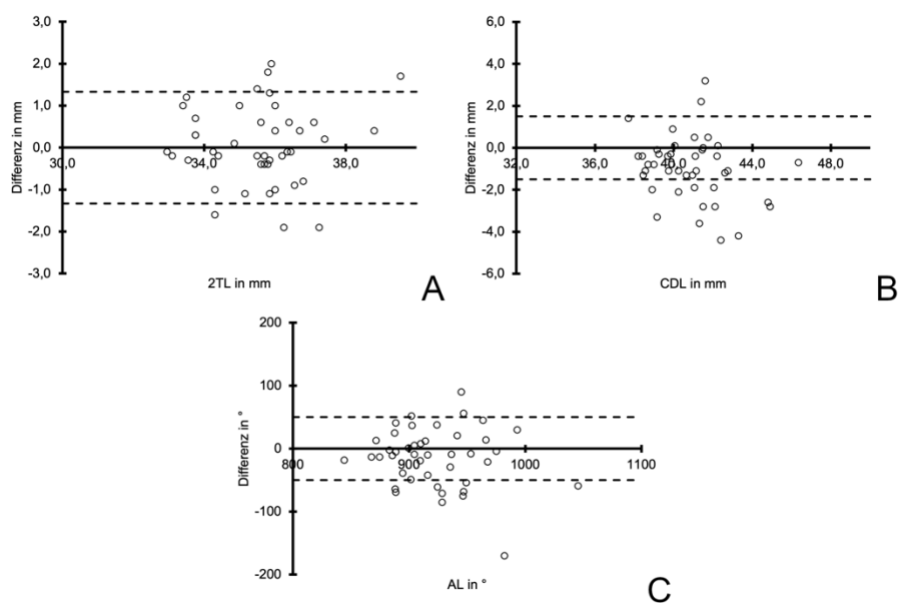 3,0
2,0
1,0
0,0
-1,0
-2,0
-3,0
30,0 34,0 38,0
Differenz in mm
2TL in mm
A
6,0
4,0
2,0
0,0
-2,0
-4,0
-6,0
32,0 36,0 40,0 44,0 48,0
Differenz in mm
CDL in mm
B
200
100
0
-100
-200
800 900 1000 1100
Differenz in °
AL in °
C